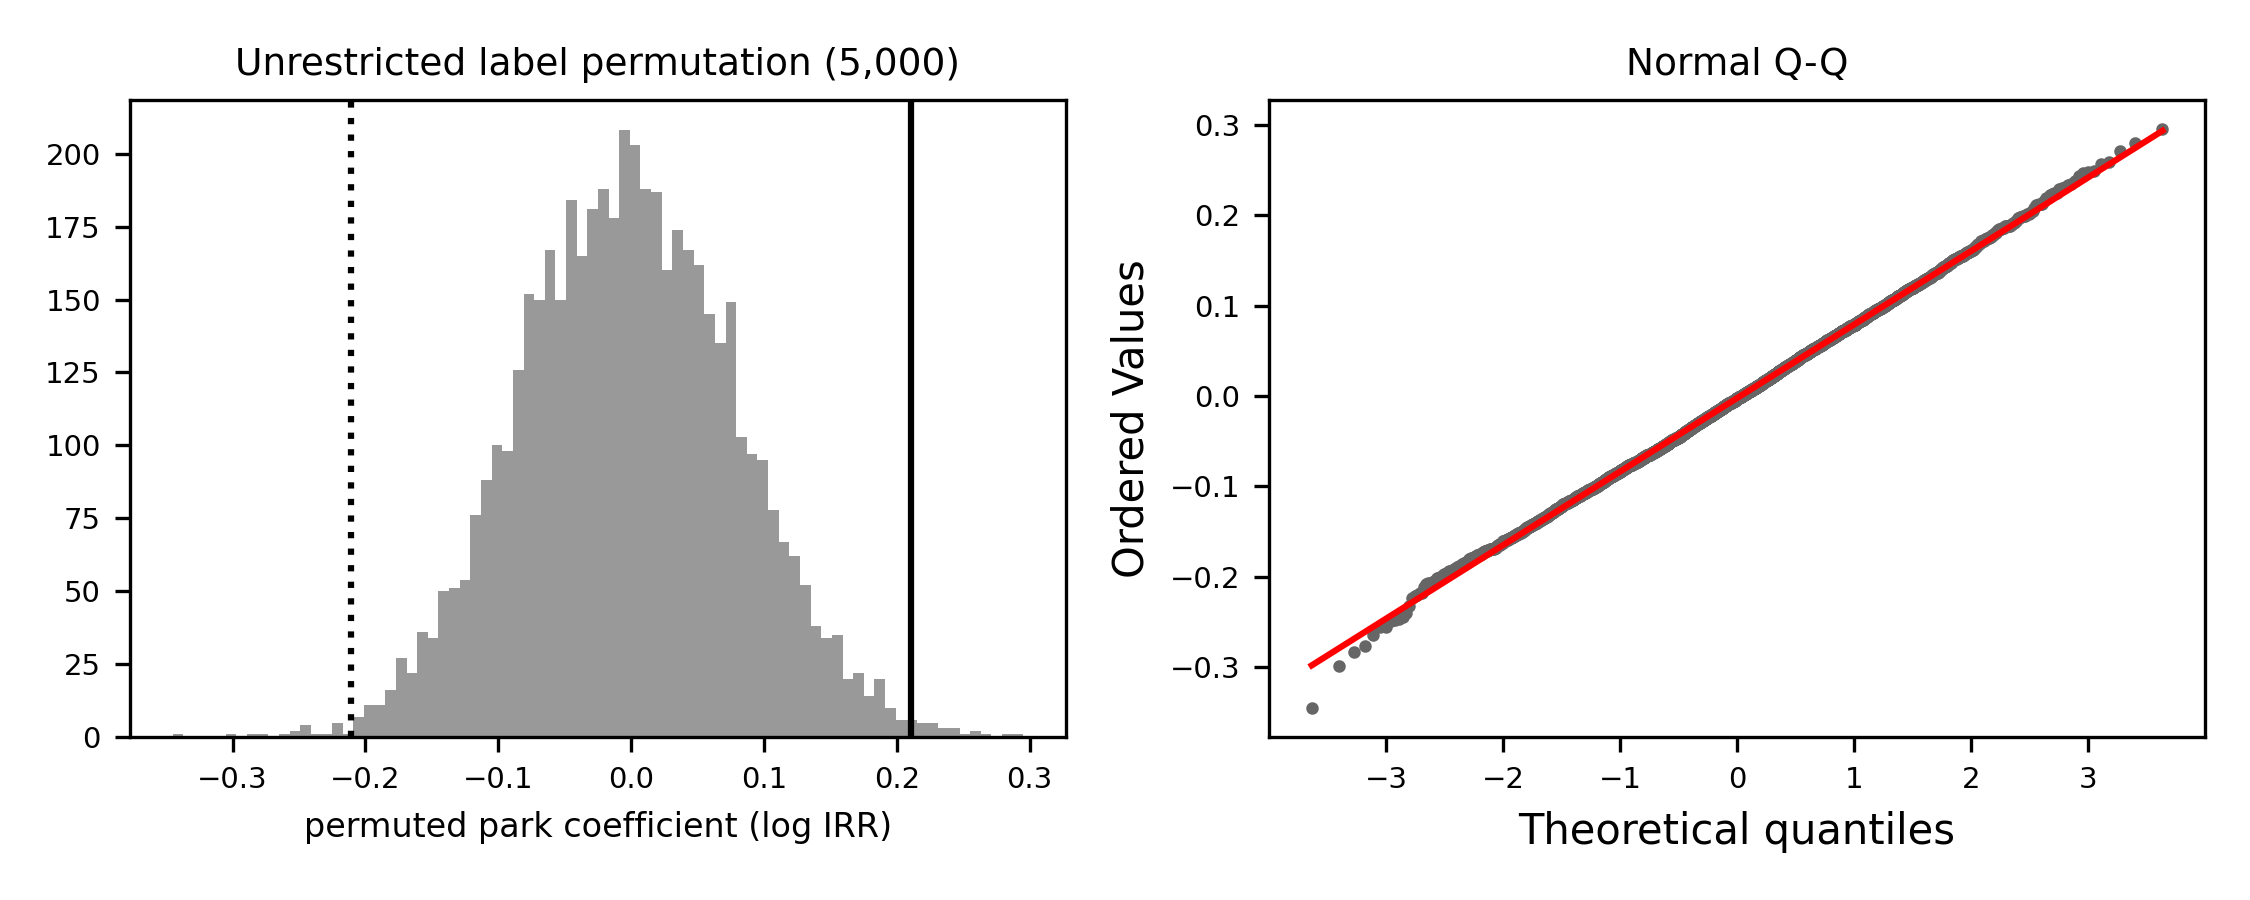 Unrestricted label permutation (5,000)
200
175
150
125
100
75
50
25
0
−0.3 −0.2 −0.1 0.0 0.1 0.2 0.3
permuted park coefficient (log IRR)
Normal Q-Q
Ordered Values
0.3
0.2
0.1
0.0
−0.1
−0.2
−0.3
−3 −2 −1 0 1 2 3
Theoretical quantiles